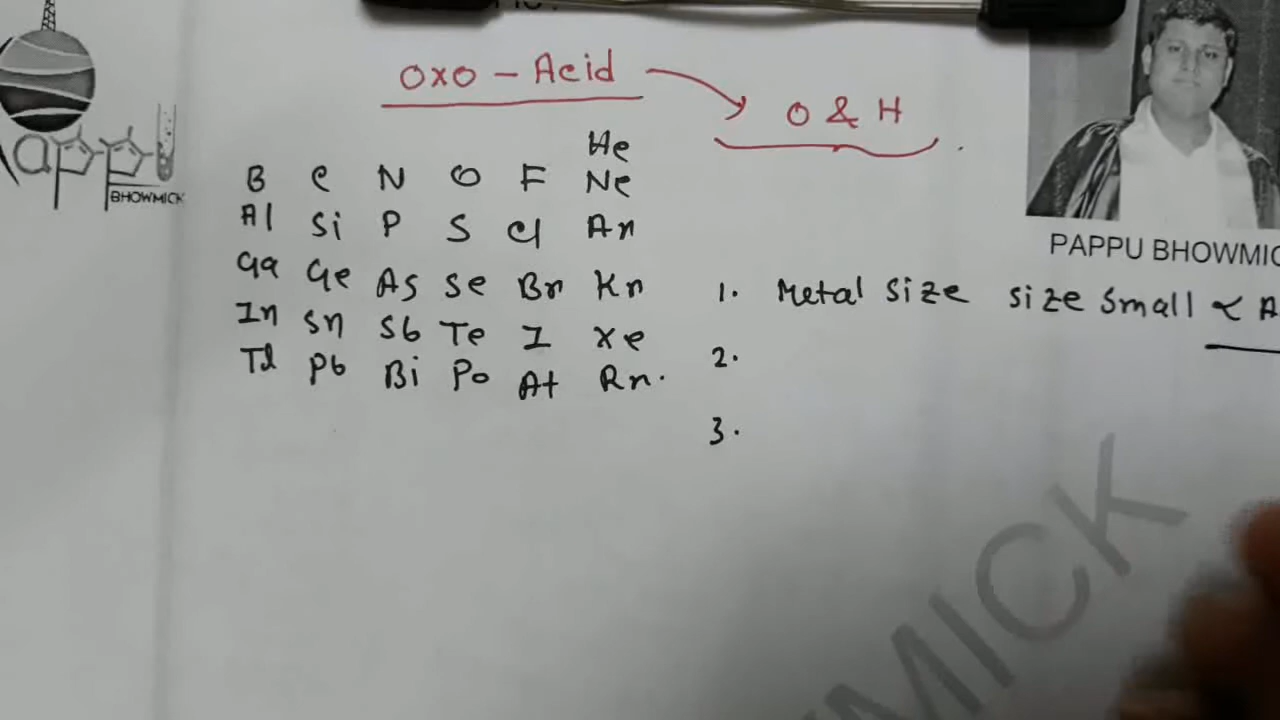 Oxo - Acid
O & H
He
B C N O F Ne
Al Si P S Cl Ar
Ga Ge As Se Br Kr
In Sn Sb Te I Xe
Tl Pb Bi Po At Rn.
1. Metal size size small ∝ A
2.
3.
BHOWMICK
PAPPU BHOWMIC
MICK